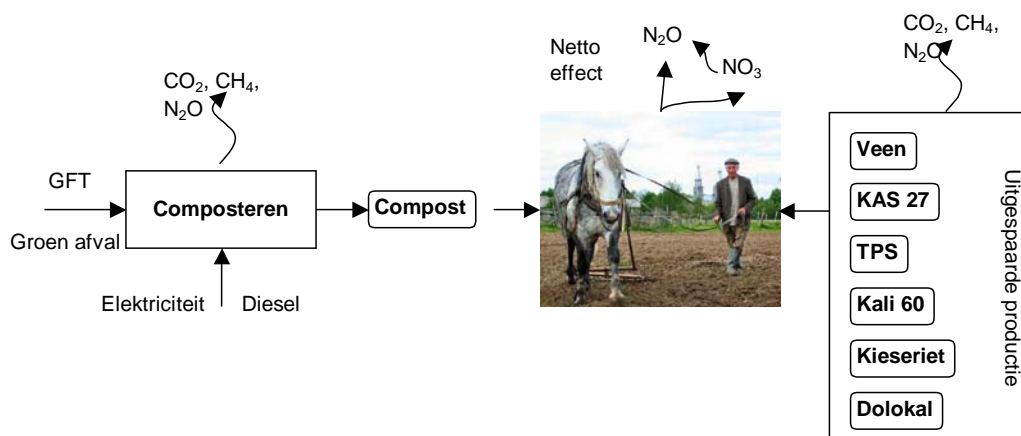 CO₂, CH₄,
N₂O
GFT
Groen afval
Composteren
Elektriciteit
Diesel
Compost
Netto
effect
N₂O
NO₃
CO₂, CH₄,
N₂O
Veen
KAS 27
TPS
Kali 60
Kieseriet
Dolokal
Uitgespaarde productie